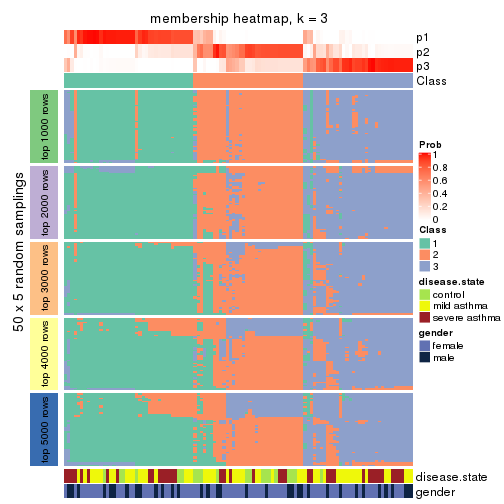 membership heatmap, k = 3
p1
p2
p3
Class
50 x 5 random samplings
top 1000 rows
top 2000 rows
top 3000 rows
top 4000 rows
top 5000 rows
Prob
1
0.8
0.6
0.4
0.2
0
Class
1
2
3
disease.state
control
mild asthma
severe asthma
gender
female
male
disease.state
gender